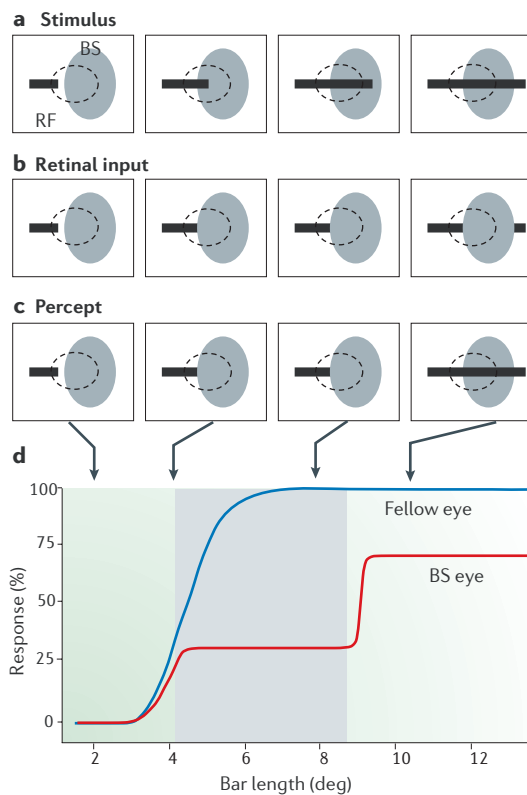 a Stimulus
BS
RF
b Retinal input
c Percept
d
100
75
50
25
0
Response (%)
Fellow eye
BS eye
2 4 6 8 10 12
Bar length (deg)